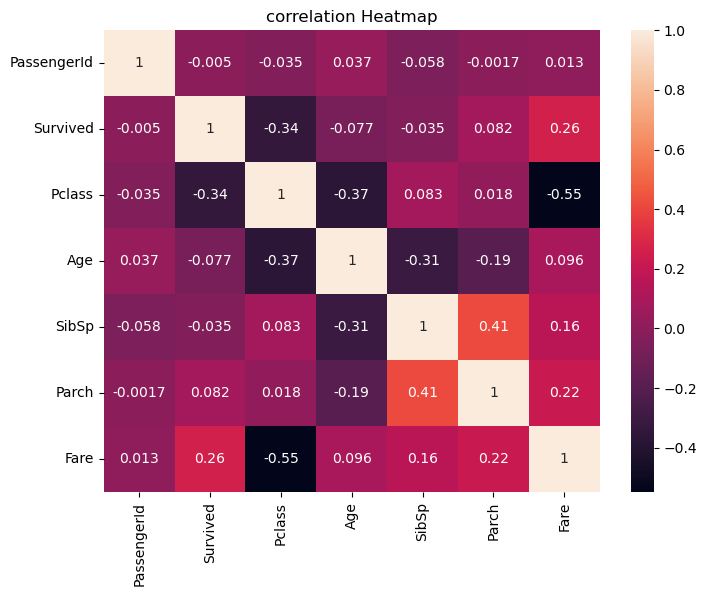 correlation Heatmap
PassengerId 1 -0.005 -0.035 0.037 -0.058 -0.0017 0.013
Survived -0.005 1 -0.34 -0.077 -0.035 0.082 0.26
Pclass -0.035 -0.34 1 -0.37 0.083 0.018 -0.55
Age 0.037 -0.077 -0.37 1 -0.31 -0.19 0.096
SibSp -0.058 -0.035 0.083 -0.31 1 0.41 0.16
Parch -0.0017 0.082 0.018 -0.19 0.41 1 0.22
Fare 0.013 0.26 -0.55 0.096 0.16 0.22 1
PassengerId Survived Pclass Age SibSp Parch Fare
1.0
0.8
0.6
0.4
0.2
0.0
−0.2
−0.4